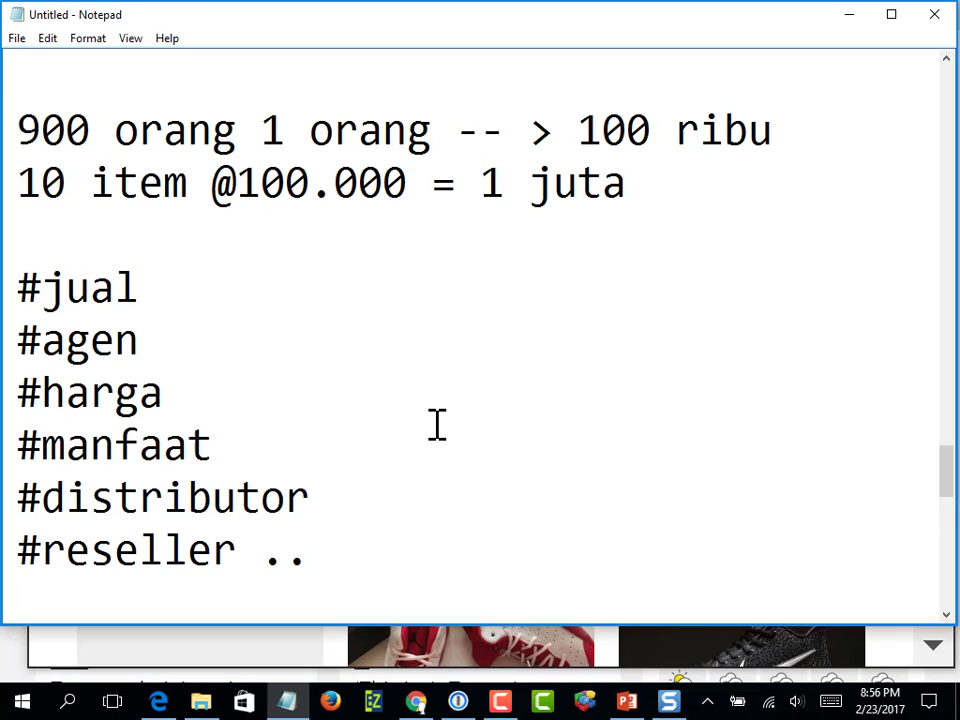 Untitled - Notepad
File Edit Format View Help
900 orang 1 orang -- > 100 ribu
10 item @100.000 = 1 juta
#jual
#agen
#harga
#manfaat
#distributor
#reseller ..
8:56 PM
2/23/2017